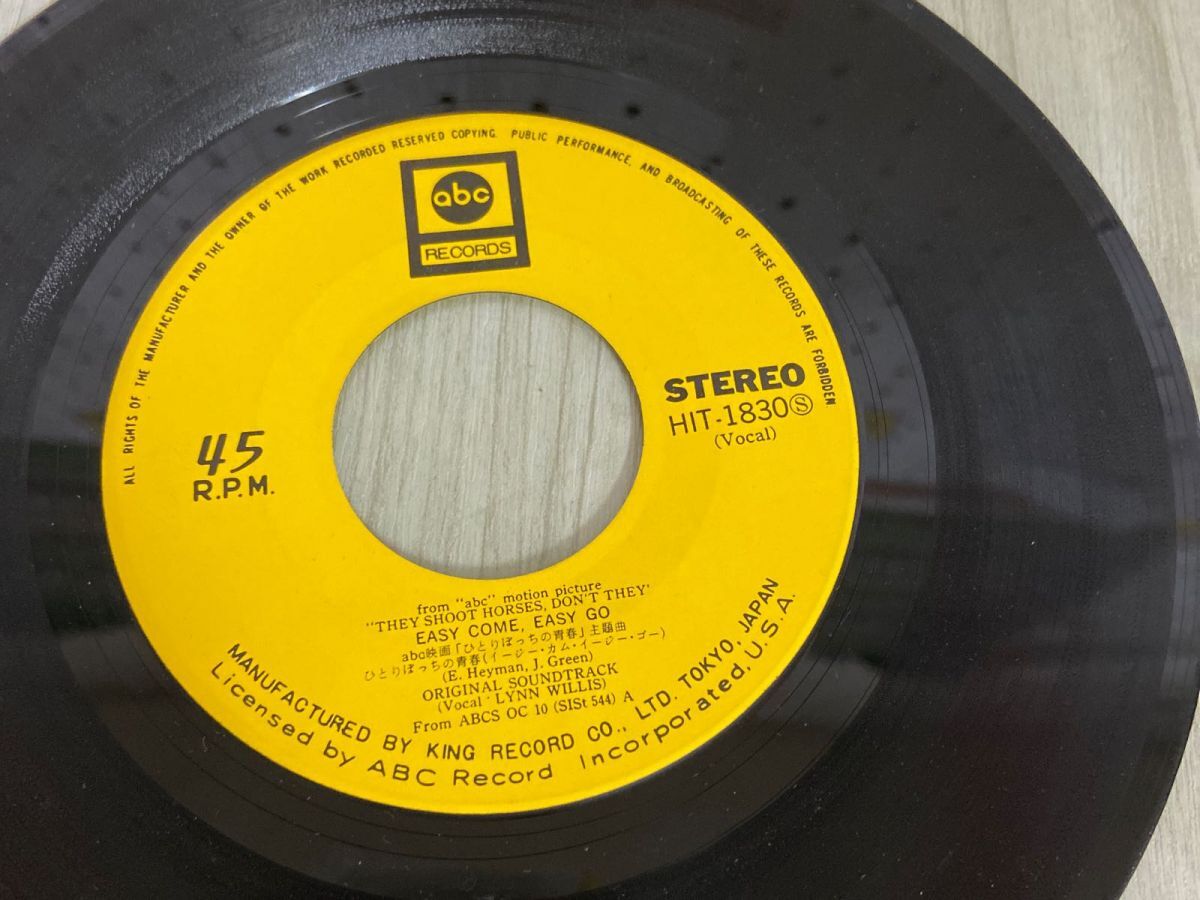 ALL RIGHTS OF THE MANUFACTURER AND THE OWNER OF THE WORK RECORDED RESERVED COPYING. PUBLIC PERFORMANCE, AND BROADCASTING OF THESE RECORDS ARE FORBIDDEN
abc
RECORDS
STEREO
HIT-1830Ⓢ
(Vocal)
45
R.P.M.
from "abc" motion picture
"THEY SHOOT HORSES, DON'T THEY'
EASY COME, EASY GO
abc映画「ひとりぼっちの青春」主題曲
ひとりぼっちの青春(イージー・カム・イージー・ゴー)
(E. Heyman, J. Green)
ORIGINAL SOUNDTRACK
(Vocal・LYNN WILLIS)
From ABCS OC 10 (SISt 544) A
MANUFACTURED BY KING RECORD CO., LTD. TOKYO, JAPAN
Licensed by ABC Record Incorporated, U.S.A.